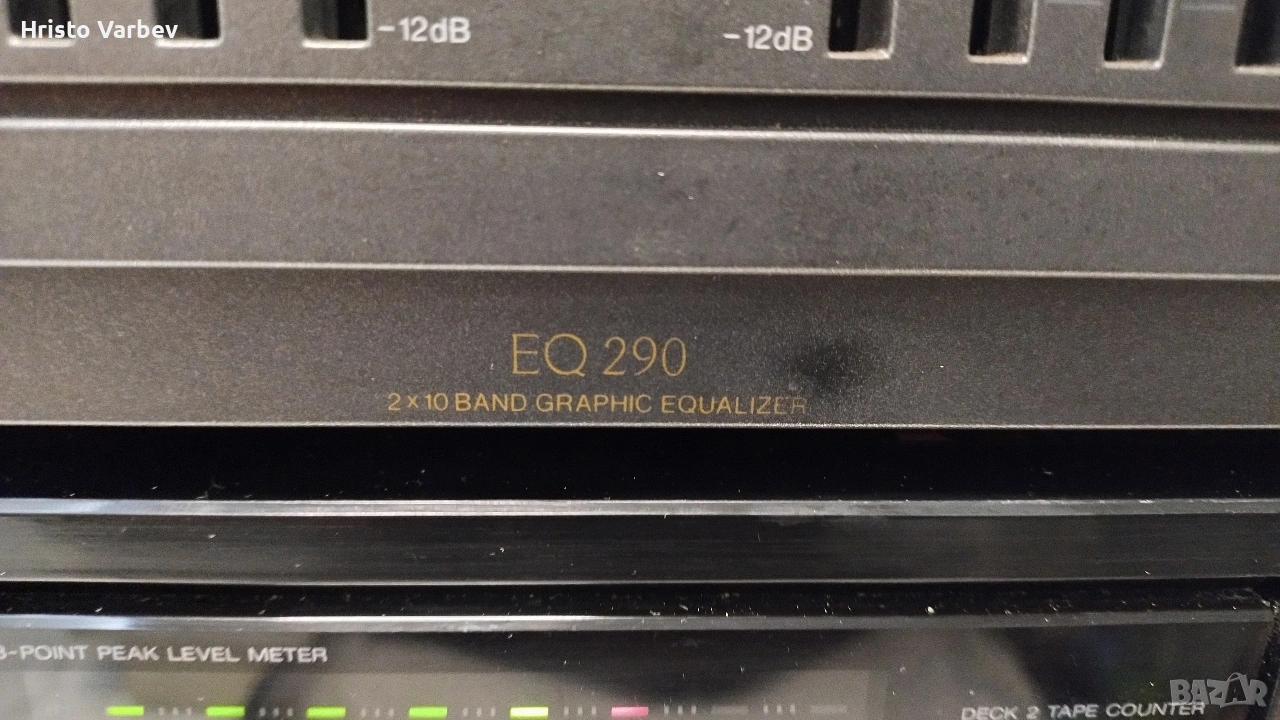 Hristo Varbev
-12dB -12dB
EQ 290
2 x 10 BAND GRAPHIC EQUALIZER
-POINT PEAK LEVEL METER
DECK 2 TAPE COUNTER
BAZAR